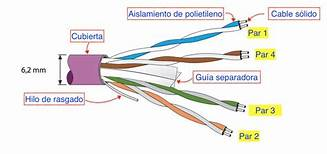 Aislamiento de polietileno
Cable sólido
Par 1
Cubierta
Par 4
6,2 mm
Guía separadora
Hilo de rasgado
Par 3
Par 2